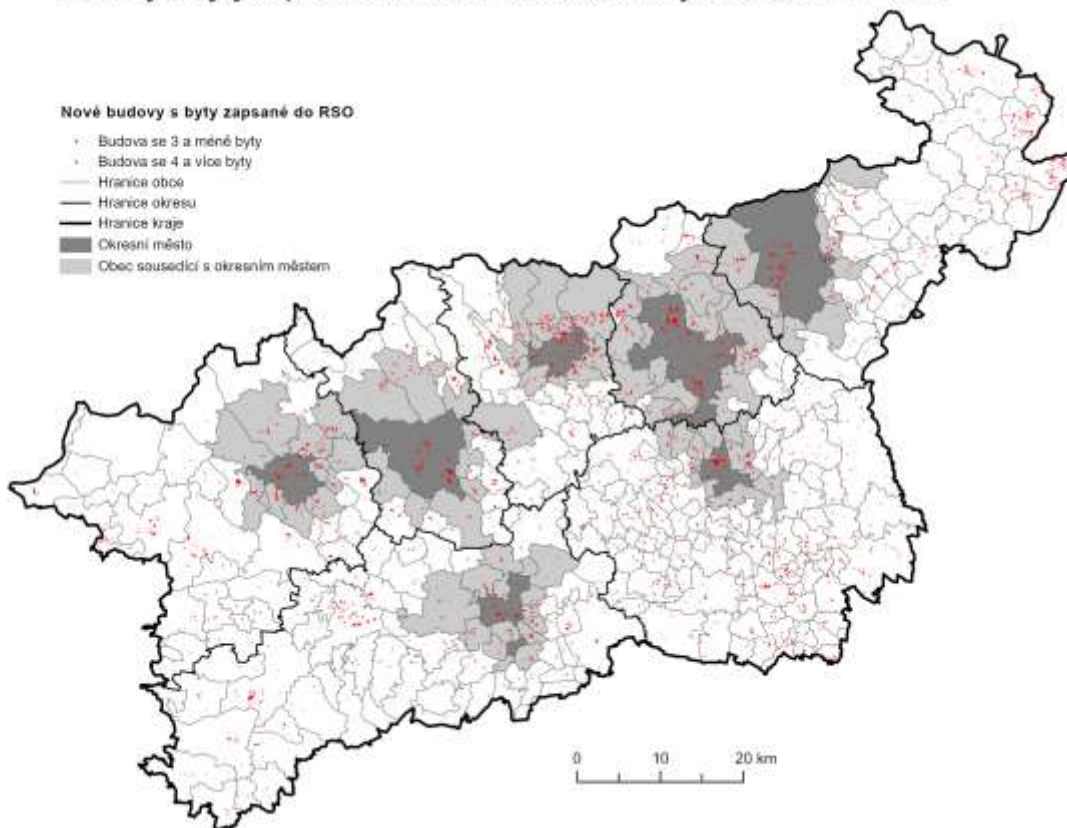 Nové budovy s byty zapsané do RSO
Budova se 3 a méně byty
Budova se 4 a více byty
Hranice obce
Hranice okresu
Hranice kraje
Okresní město
Obec sousedící s okresním městem
0 10 20 km